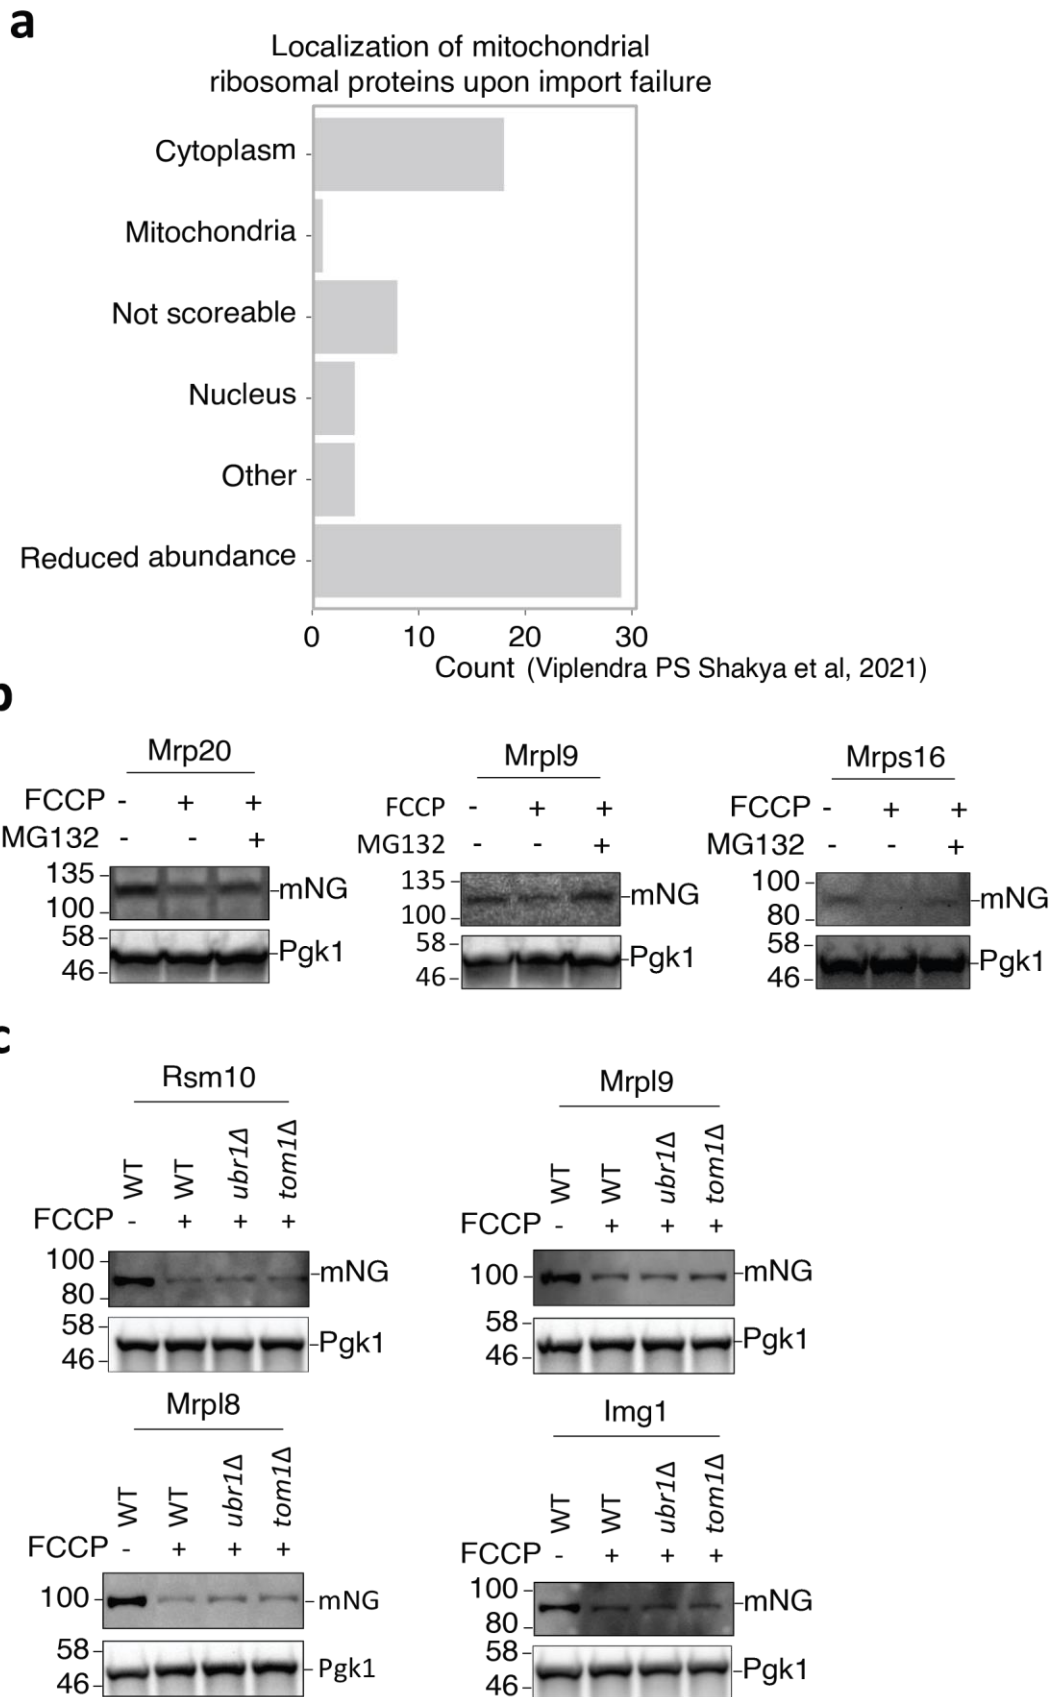 a
Localization of mitochondrial
ribosomal proteins upon import failure
Cytoplasm
Mitochondria
Not scoreable
Nucleus
Other
Reduced abundance
0 10 20 30
Count (Viplendra PS Shakya et al, 2021)
b
Mrp20
FCCP - + +
MG132 - - +
135
100
mNG
58
46
Pgk1
Mrpl9
FCCP - + +
MG132 - - +
135
100
mNG
58
46
Pgk1
Mrps16
FCCP - + +
MG132 - - +
100
80
mNG
58
46
Pgk1
c
Rsm10
WT WT ubr1Δ tom1Δ
FCCP - + + +
100
80
mNG
58
46
Pgk1
Mrpl9
WT WT ubr1Δ tom1Δ
FCCP - + + +
100
mNG
58
46
Pgk1
Mrpl8
WT WT ubr1Δ tom1Δ
FCCP - + + +
100
mNG
58
46
Pgk1
Img1
WT WT ubr1Δ tom1Δ
FCCP - + + +
100
80
mNG
58
46
Pgk1